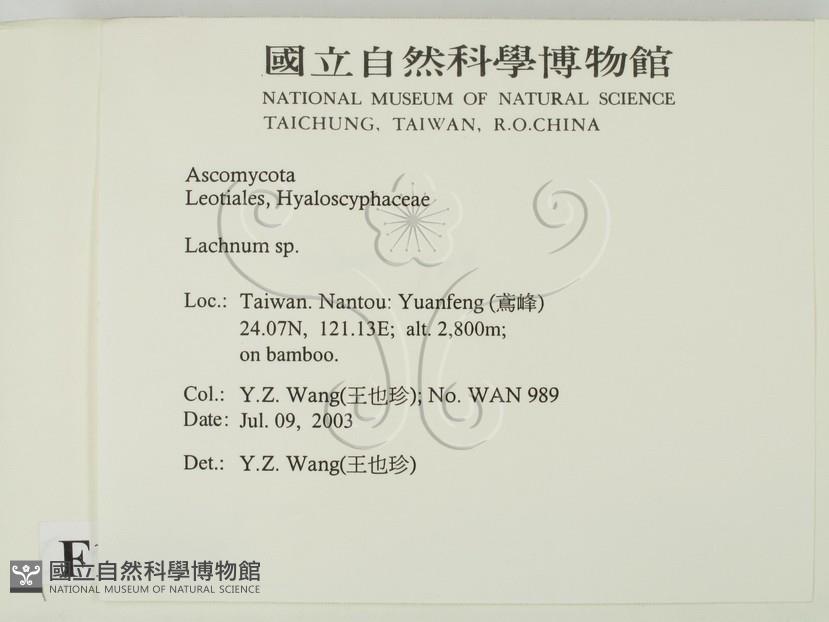 國立自然科學博物館
NATIONAL MUSEUM OF NATURAL SCIENCE
TAICHUNG, TAIWAN, R.O.CHINA
Ascomycota
Leotiales, Hyaloscyphaceae
Lachnum sp.
Loc.: Taiwan. Nantou: Yuanfeng (鳶峰)
24.07N, 121.13E; alt. 2,800m;
on bamboo.
Col.: Y.Z. Wang(王也珍); No. WAN 989
Date: Jul. 09, 2003
Det.: Y.Z. Wang(王也珍)
F
國立自然科學博物館
NATIONAL MUSEUM OF NATURAL SCIENCE